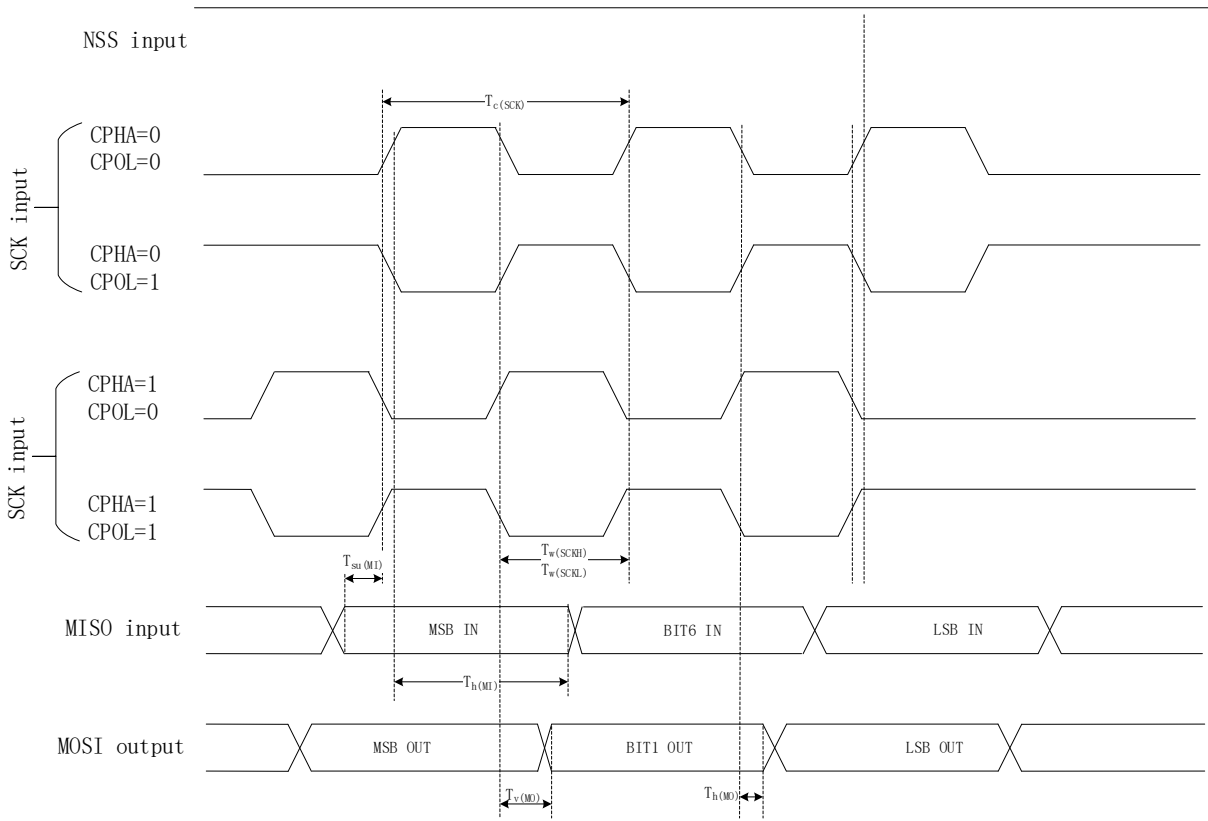 NSS input
Tc(SCK)
SCK input
CPHA=0
CPOL=0
CPHA=0
CPOL=1
SCK input
CPHA=1
CPOL=0
CPHA=1
CPOL=1
Tsu(MI)
Tw(SCKH)
Tw(SCKL)
MISO input
MSB IN
BIT6 IN
LSB IN
Th(MI)
MOSI output
MSB OUT
BIT1 OUT
LSB OUT
Tv(MO)
Th(MO)